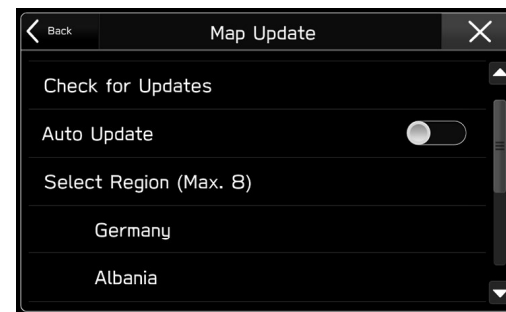 Back
Map Update
Check for Updates
Auto Update
Select Region (Max. 8)
Germany
Albania